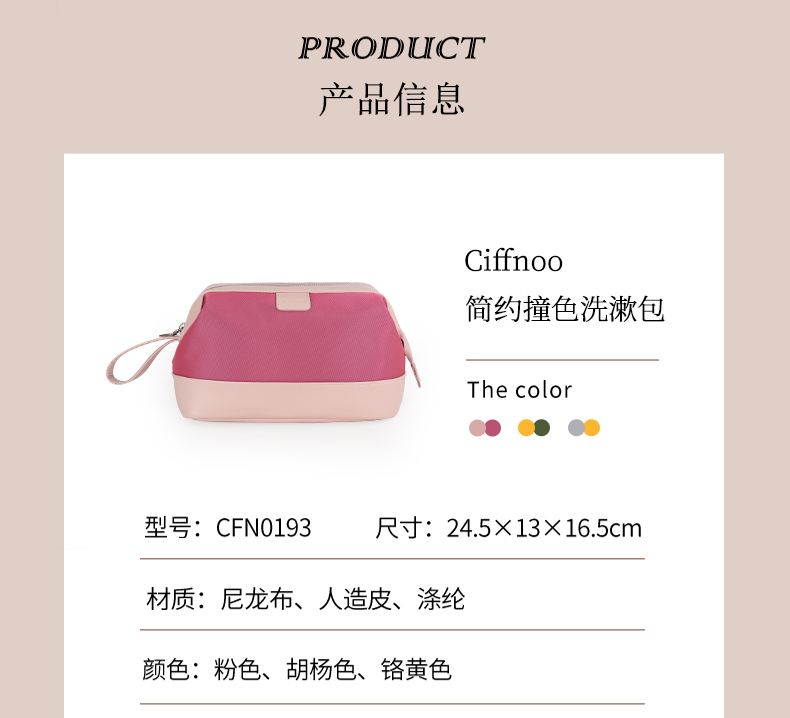 PRODUCT
产品信息
Ciffnoo
简约撞色洗漱包
The color
型号：CFN0193 尺寸：24.5×13×16.5cm
材质：尼龙布、人造皮、涤纶
颜色：粉色、胡杨色、铬黄色